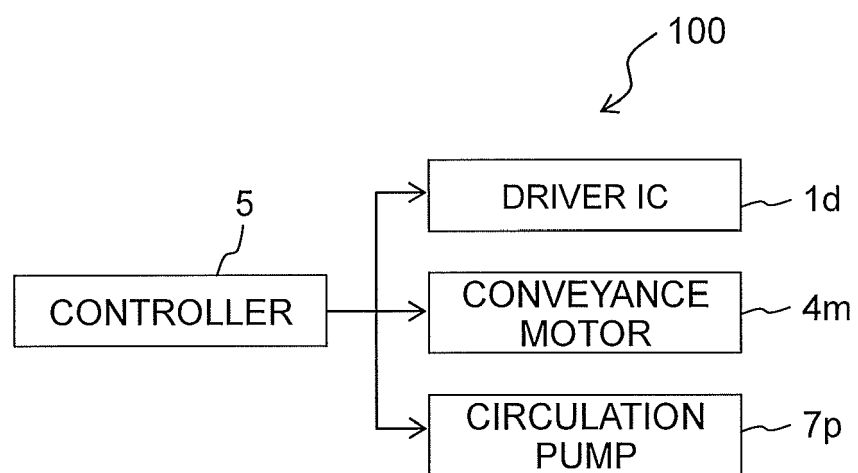 100
DRIVER IC
1d
5
CONTROLLER
CONVEYANCE
MOTOR
4m
CIRCULATION
PUMP
7p